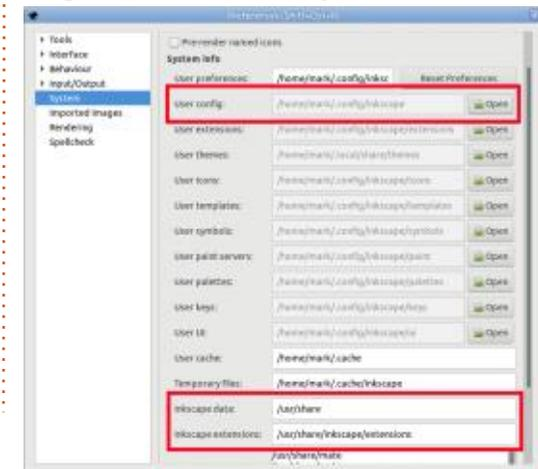 Preferences (Shift+Ctrl+P)
Tools
Interface
Behaviour
Input/Output
System
Imported Images
Rendering
Spellcheck
Pre-render named icons
System info
User preferences: /home/mark/.config/inksc Reset Preferences
User config: /home/mark/.config/inkscape Open
User extensions: /home/mark/.config/inkscape/extensions Open
User themes: /home/mark/.local/share/themes Open
User icons: /home/mark/.config/inkscape/icons Open
User templates: /home/mark/.config/inkscape/templates Open
User symbols: /home/mark/.config/inkscape/symbols Open
User paint servers: /home/mark/.config/inkscape/paint Open
User palettes: /home/mark/.config/inkscape/palettes Open
User keys: /home/mark/.config/inkscape/keys Open
User UI: /home/mark/.config/inkscape/ui Open
User cache: /home/mark/.cache
Temporary files: /home/mark/.cache/inkscape
Inkscape data: /usr/share
Inkscape extensions: /usr/share/inkscape/extensions
/usr/share/mate